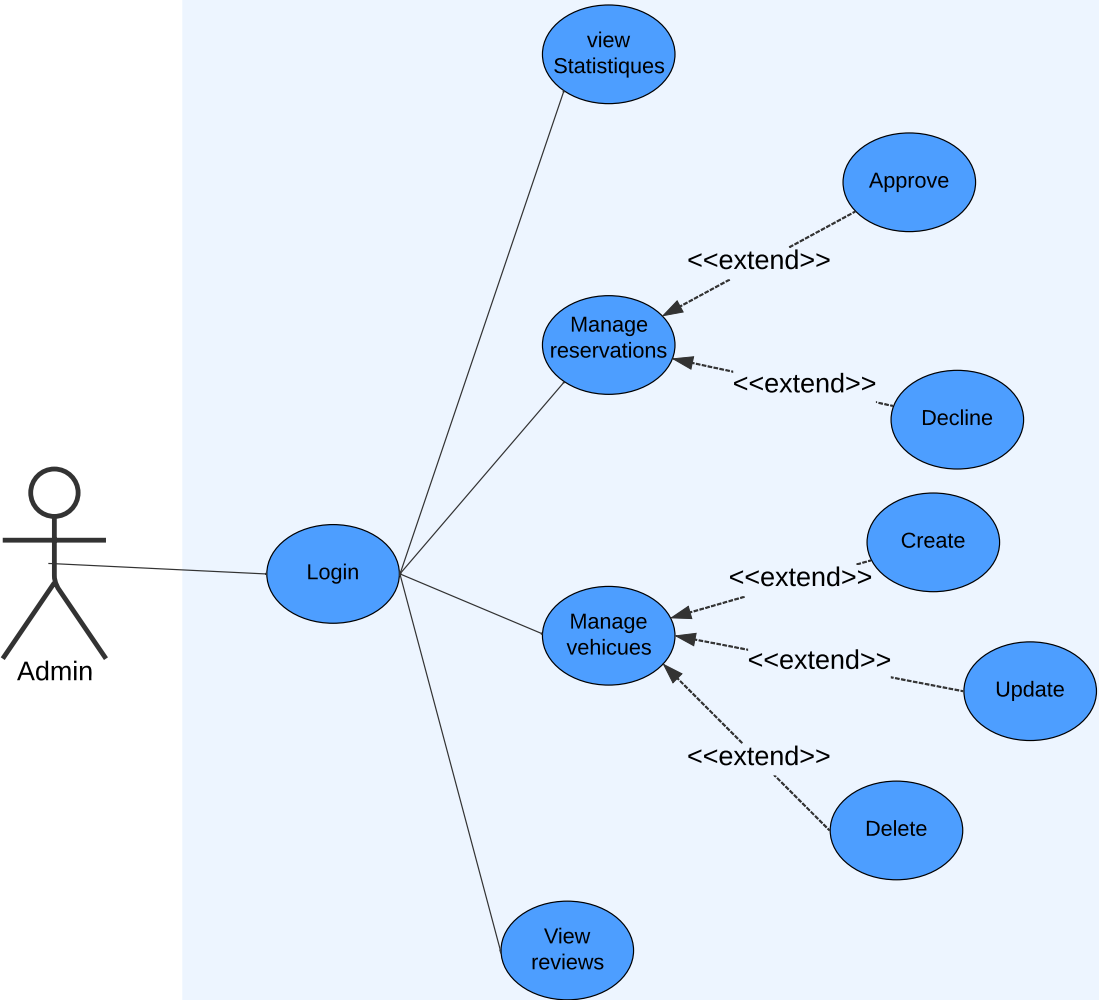 view
Statistiques
Approve
<<extend>>
Manage
reservations
<<extend>>
Decline
Create
<<extend>>
Login
Manage
vehicues
<<extend>>
Update
Admin
<<extend>>
Delete
View
reviews